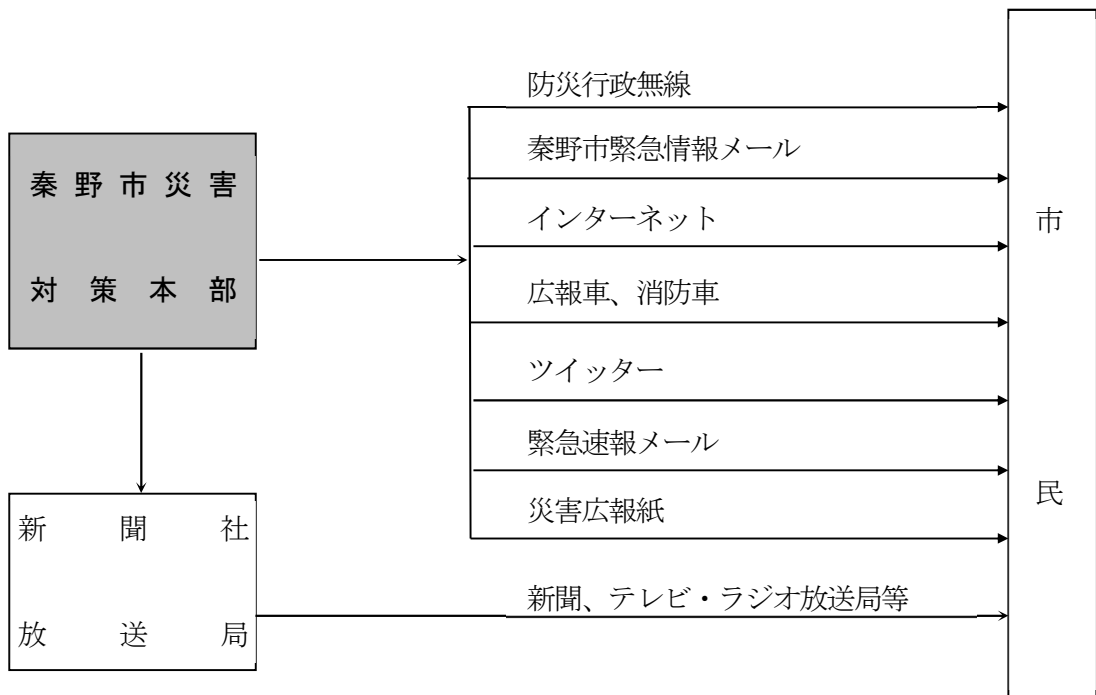 防災行政無線
秦野市災害
対策本部
秦野市緊急情報メール
インターネット
広報車、消防車
ツイッター
緊急速報メール
災害広報紙
新聞社
放送局
新聞、テレビ・ラジオ放送局等
市民